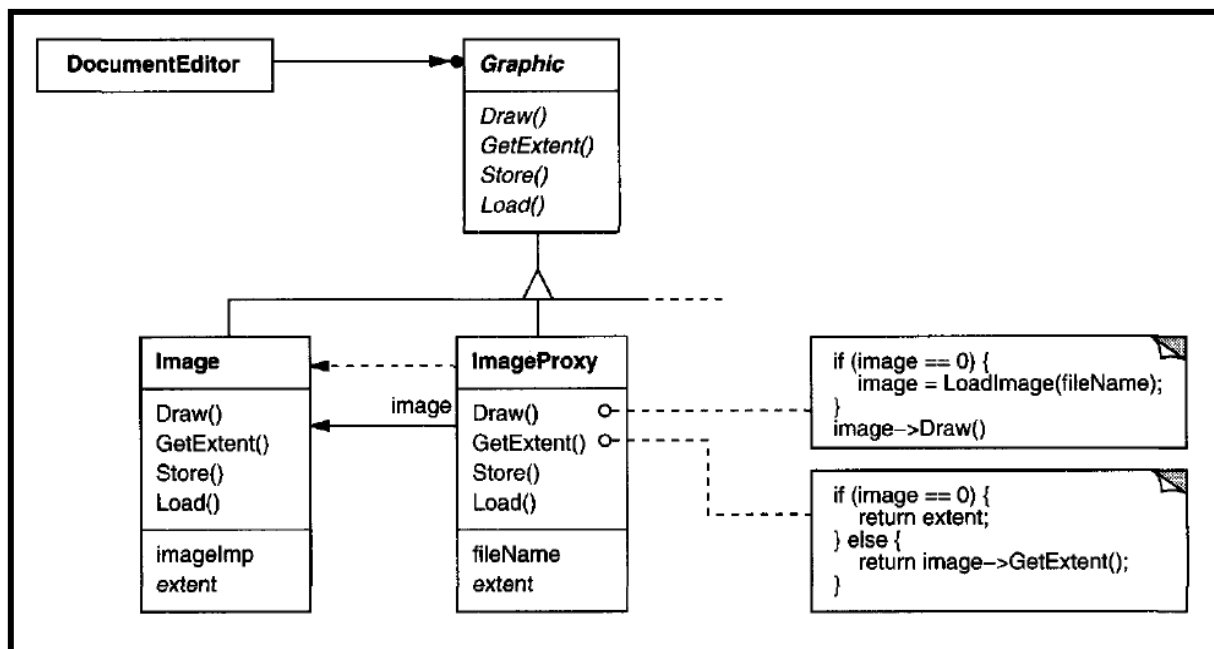 DocumentEditor
Graphic
Draw()
GetExtent()
Store()
Load()
Image
Draw()
GetExtent()
Store()
Load()
imageImp
extent
image
ImageProxy
Draw()
GetExtent()
Store()
Load()
fileName
extent
if (image == 0) {
image = LoadImage(fileName);
}
image->Draw()
if (image == 0) {
return extent;
} else {
return image->GetExtent();
}